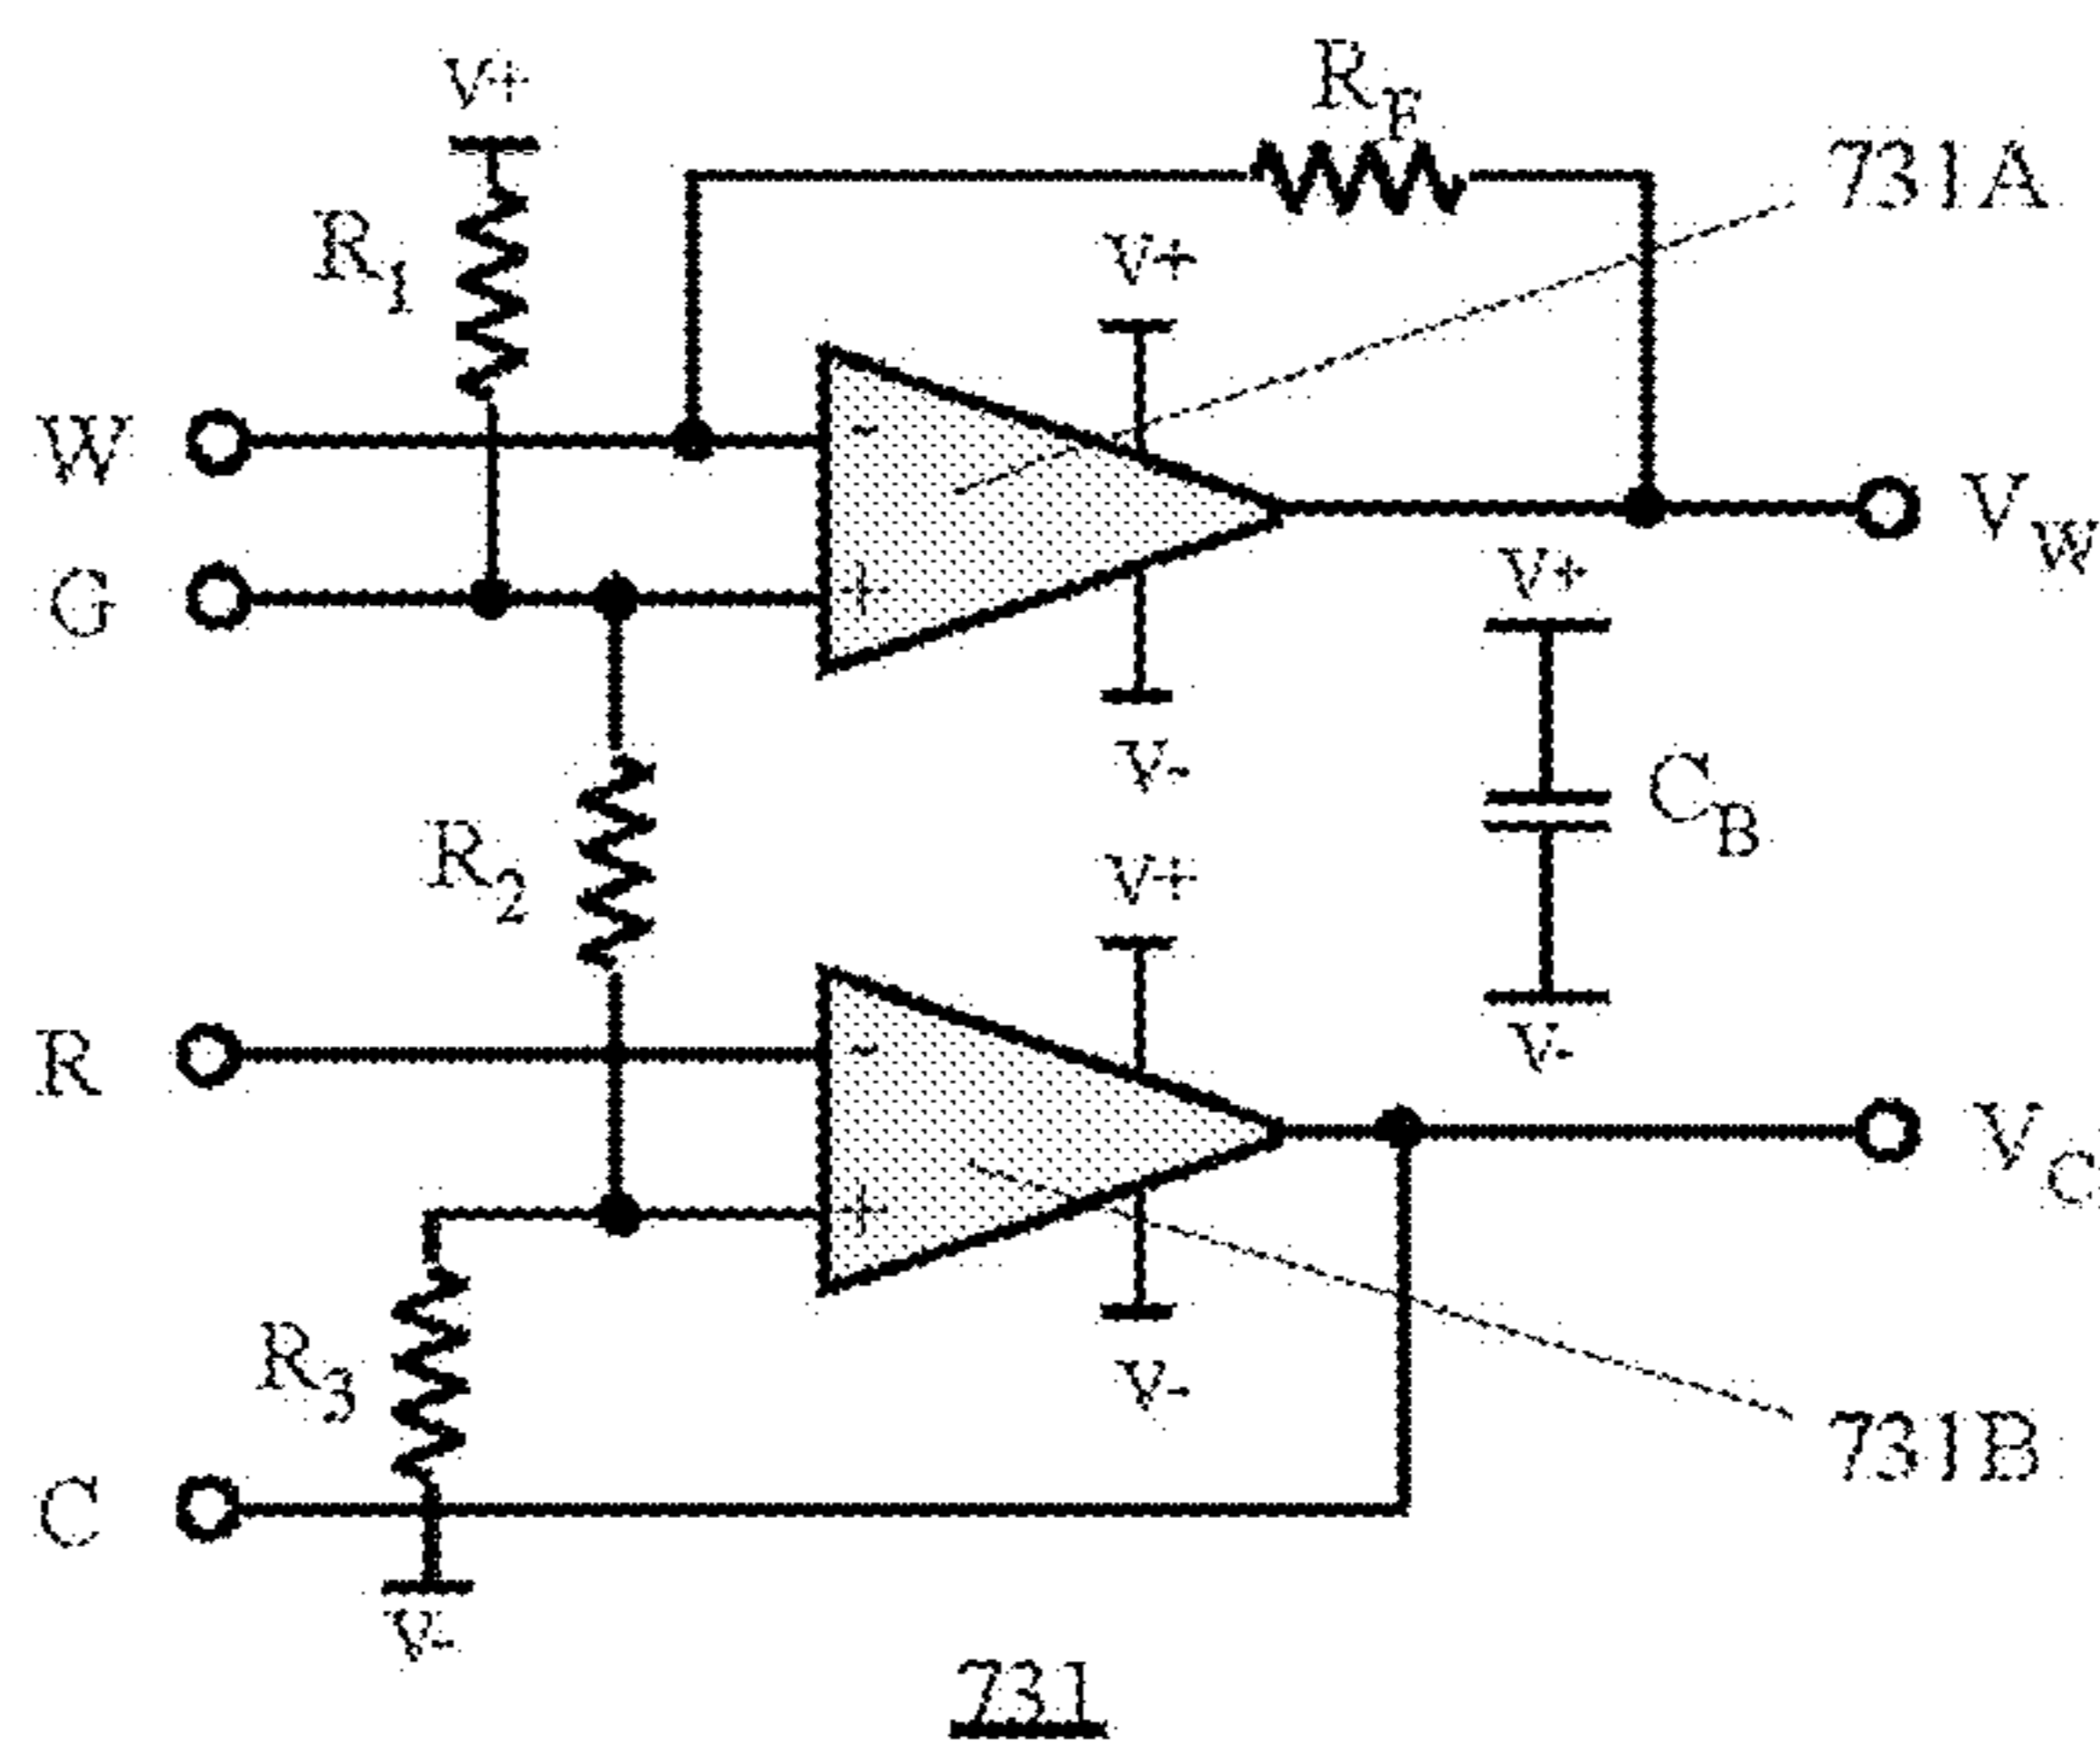 V+
R_F
731A
R_1
V+
W
V_W
V+
G
V-
C_B
R_2
V+
V-
R
V_C
R_3
V-
731B
C
V-
731